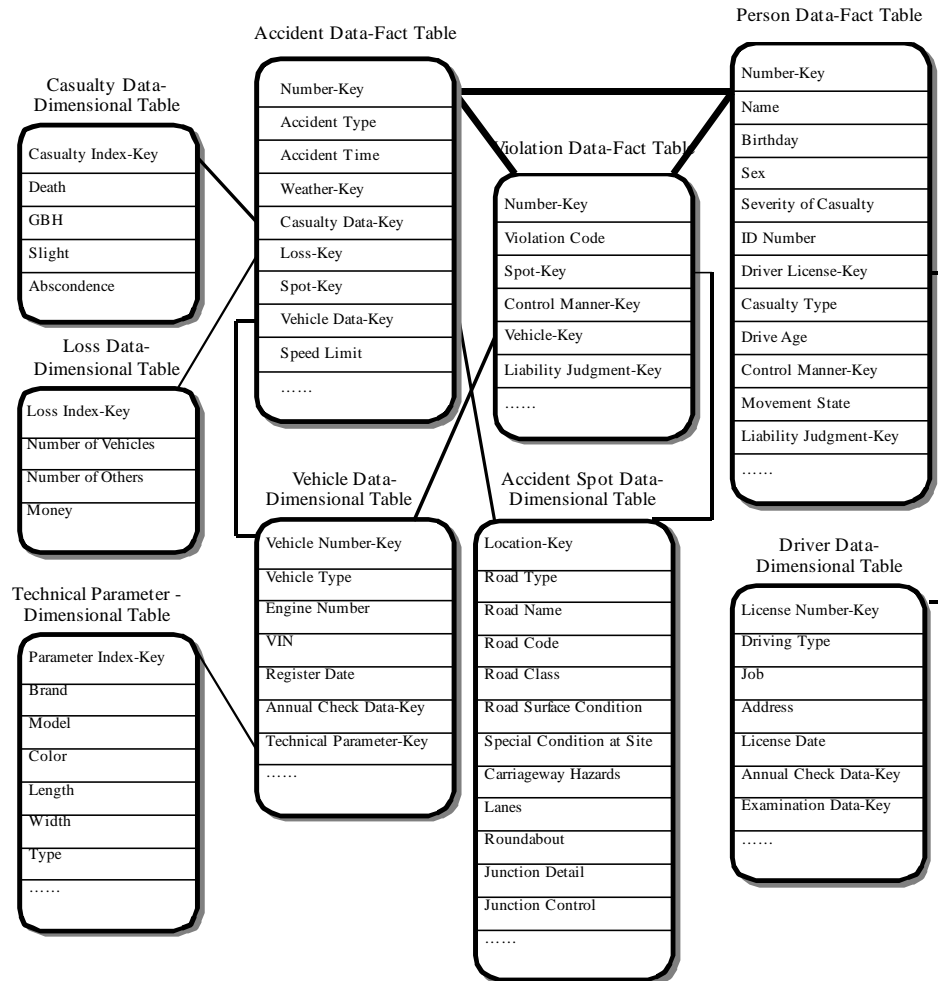 Accident Data-Fact Table
Number-Key
Accident Type
Accident Time
Weather-Key
Casualty Data-Key
Loss-Key
Spot-Key
Vehicle Data-Key
Speed Limit
……
Person Data-Fact Table
Number-Key
Name
Birthday
Sex
Severity of Casualty
ID Number
Driver License-Key
Casualty Type
Drive Age
Control Manner-Key
Movement State
Liability Judgment-Key
……
Casualty Data-
Dimensional Table
Casualty Index-Key
Death
GBH
Slight
Abscondence
Violation Data-Fact Table
Number-Key
Violation Code
Spot-Key
Control Manner-Key
Vehicle-Key
Liability Judgment-Key
……
Loss Data-
Dimensional Table
Loss Index-Key
Number of Vehicles
Number of Others
Money
Vehicle Data-
Dimensional Table
Vehicle Number-Key
Vehicle Type
Engine Number
VIN
Register Date
Annual Check Data-Key
Technical Parameter-Key
……
Accident Spot Data-
Dimensional Table
Location-Key
Road Type
Road Name
Road Code
Road Class
Road Surface Condition
Special Condition at Site
Carriageway Hazards
Lanes
Roundabout
Junction Detail
Junction Control
……
Driver Data-
Dimensional Table
License Number-Key
Driving Type
Job
Address
License Date
Annual Check Data-Key
Examination Data-Key
……
Technical Parameter -
Dimensional Table
Parameter Index-Key
Brand
Model
Color
Length
Width
Type
……